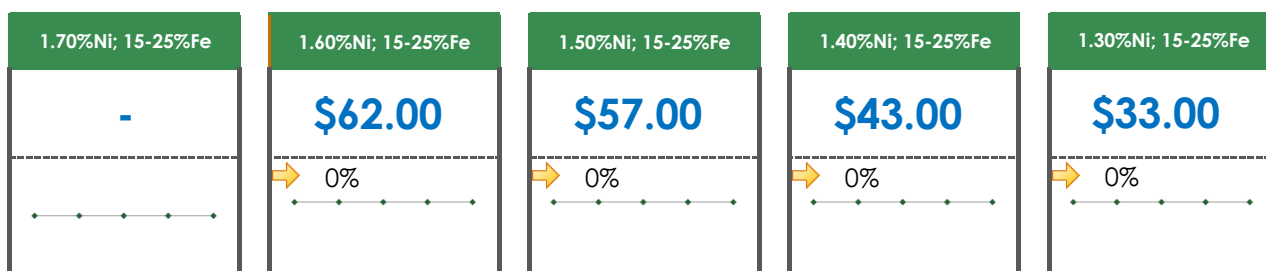 1.70%Ni; 15-25%Fe
-
1.60%Ni; 15-25%Fe
$62.00
0%
1.50%Ni; 15-25%Fe
$57.00
0%
1.40%Ni; 15-25%Fe
$43.00
0%
1.30%Ni; 15-25%Fe
$33.00
0%